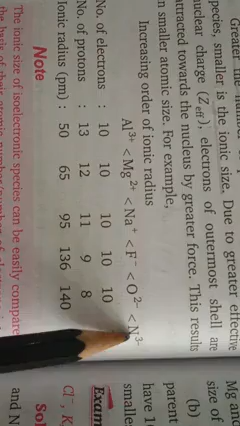 Greater the
species, smaller is the ionic size. Due to greater effective
nuclear charge (Z eff), electrons of outermost shell are
attracted towards the nucleus by greater force. This results
in smaller atomic size. For example,
Increasing order of ionic radius
Al³⁺ < Mg²⁺ < Na⁺ < F⁻ < O²⁻ < N³⁻
No. of electrons : 10 10 10 10 10
No. of protons : 13 12 11 9 8
Ionic radius (pm) : 50 65 95 136 140
Note
The ionic size of isoelectronic species can be easily compare
Mg and
size of
(b)
parent
have 1
smalle
Exam
Cl⁻, K
Sol
and N